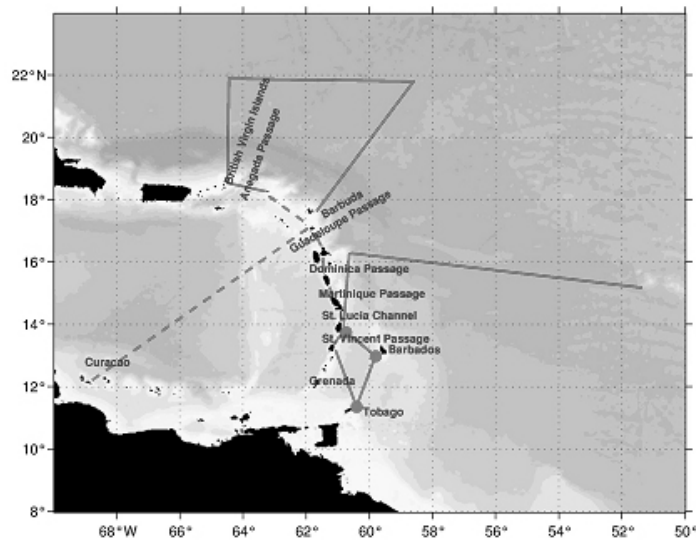 22°N
20°
18°
16°
14°
12°
10°
8°
British Virgin Islands
Anegada Passage
Barbuda
Guadeloupe Passage
Dominica Passage
Martinique Passage
St. Lucia Channel
St. Vincent Passage
Barbados
Curacao
Grenada
Tobago
68°W
66°
64°
62°
60°
58°
56°
54°
52°
50°